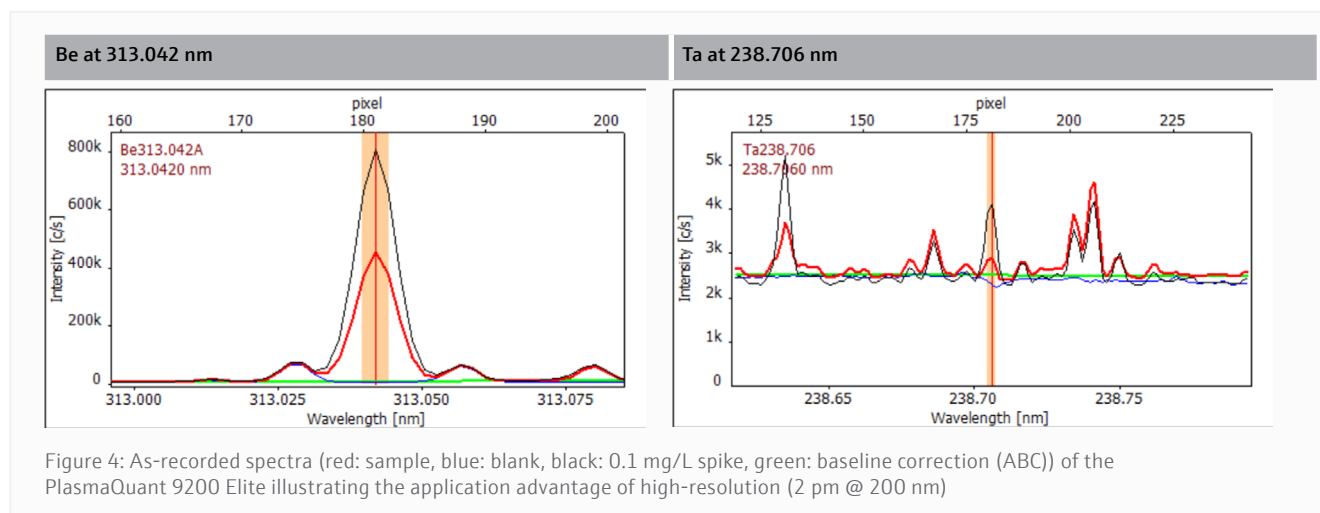 Be at 313.042 nm
Ta at 238.706 nm
pixel
160 170 180 190 200
Be313.042A
313.0420 nm
800k
600k
400k
200k
0
Intensity [c/s]
313.000 313.025 313.050 313.075
Wavelength [nm]
pixel
125 150 175 200 225
Ta238.706
238.7060 nm
5k
4k
3k
2k
1k
0
Intensity [c/s]
238.65 238.70 238.75
Wavelength [nm]
Figure 4: As-recorded spectra (red: sample, blue: blank, black: 0.1 mg/L spike, green: baseline correction (ABC)) of the
PlasmaQuant 9200 Elite illustrating the application advantage of high-resolution (2 pm @ 200 nm)